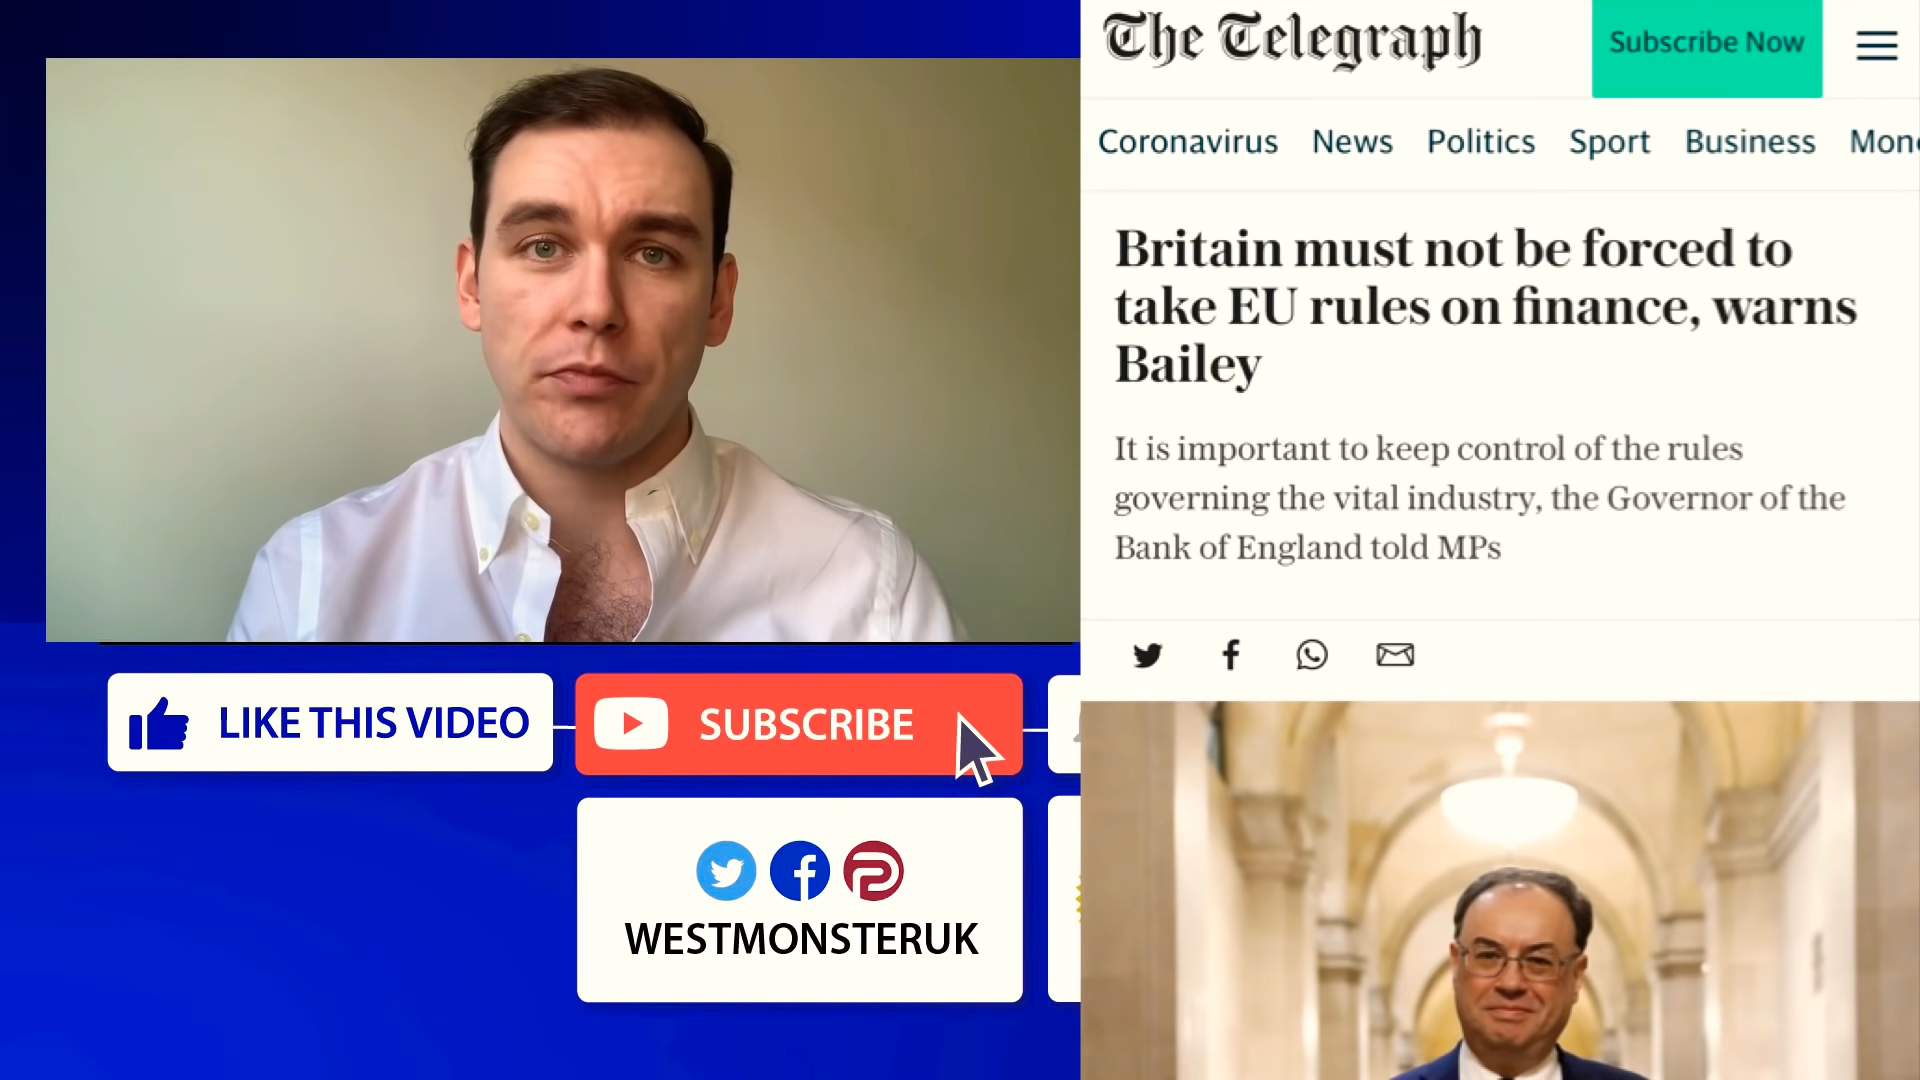 The Telegraph
Subscribe Now
Coronavirus News Politics Sport Business
Britain must not be forced to
take EU rules on finance, warns
Bailey
It is important to keep control of the rules
governing the vital industry, the Governor of the
Bank of England told MPs
LIKE THIS VIDEO
SUBSCRIBE
WESTMONSTERUK